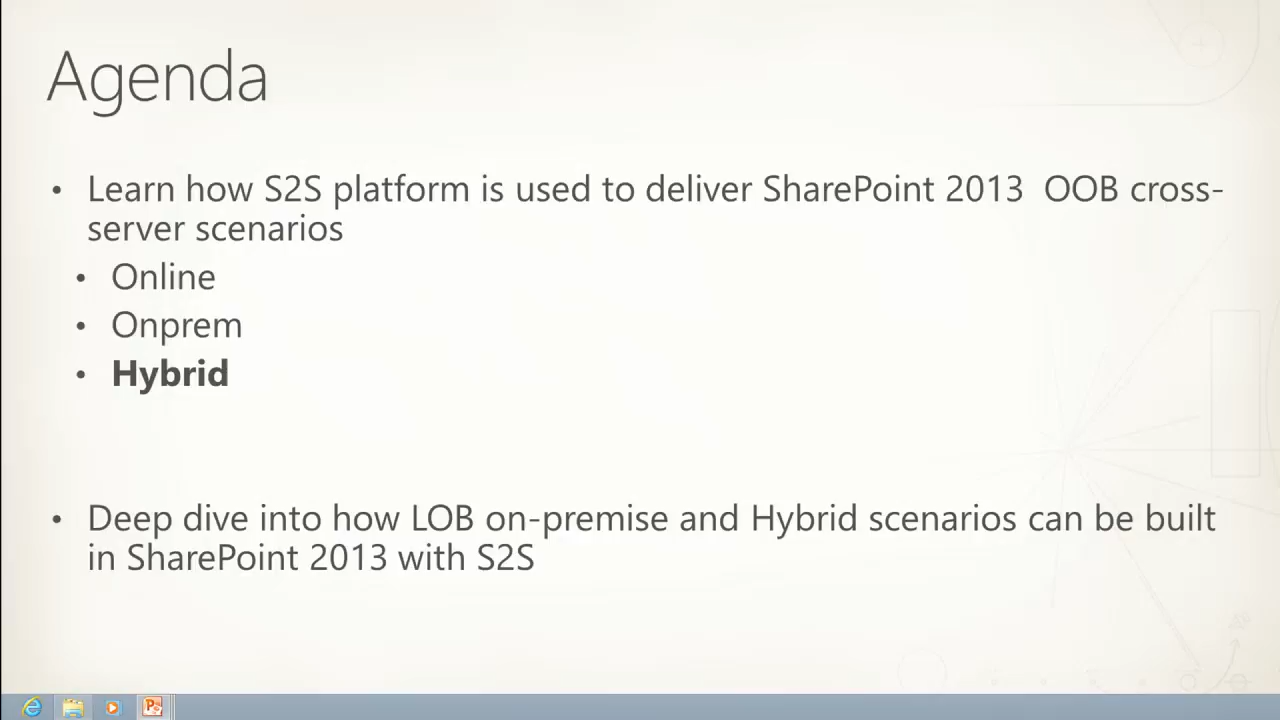 Agenda
• Learn how S2S platform is used to deliver SharePoint 2013  OOB cross-
server scenarios
• Online
• Onprem
• Hybrid
• Deep dive into how LOB on-premise and Hybrid scenarios can be built
in SharePoint 2013 with S2S